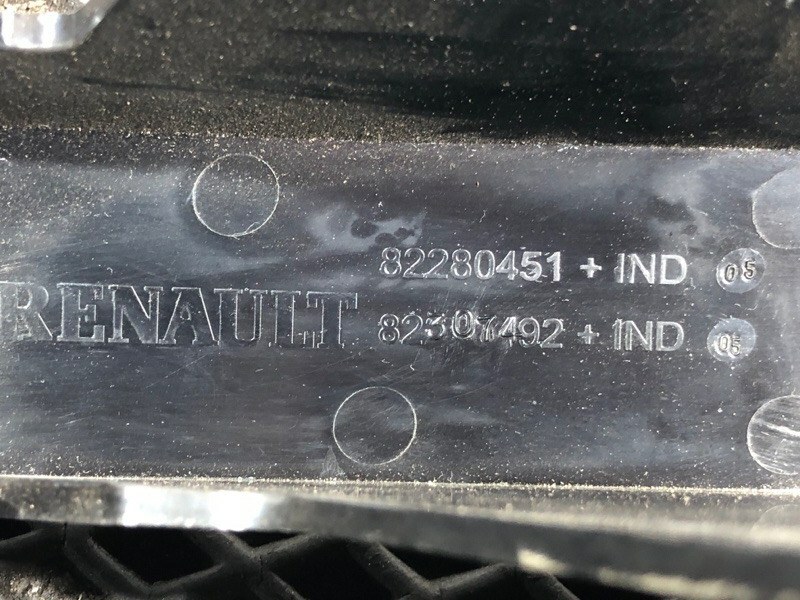 82280451 + IND 05
RENAULT
82307492 + IND 05